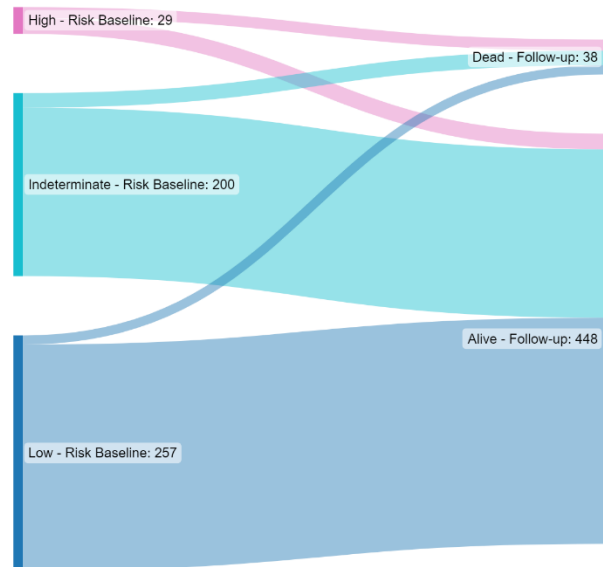 High - Risk Baseline: 29
Dead - Follow-up: 38
Indeterminate - Risk Baseline: 200
Alive - Follow-up: 448
Low - Risk Baseline: 257